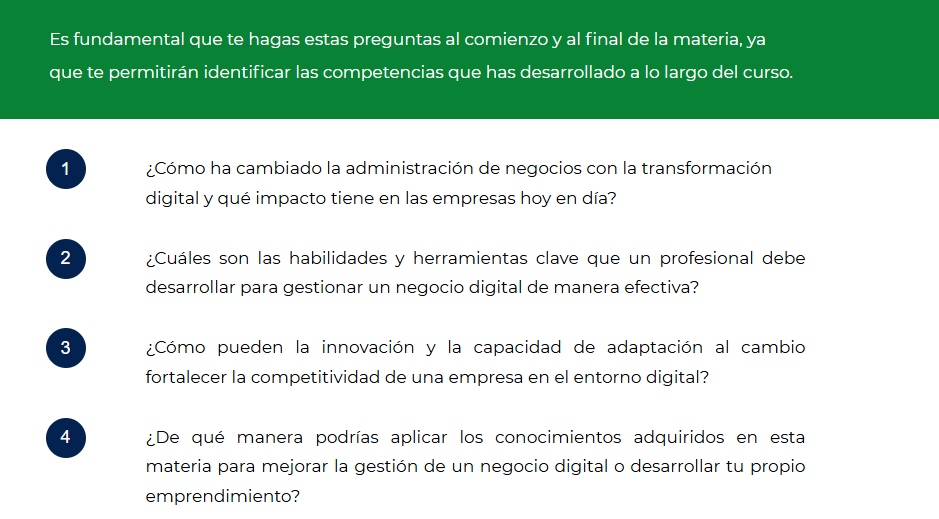 Es fundamental que te hagas estas preguntas al comienzo y al final de la materia, ya
que te permitirán identificar las competencias que has desarrollado a lo largo del curso.
1
¿Cómo ha cambiado la administración de negocios con la transformación
digital y qué impacto tiene en las empresas hoy en día?
2
¿Cuáles son las habilidades y herramientas clave que un profesional debe
desarrollar para gestionar un negocio digital de manera efectiva?
3
¿Cómo pueden la innovación y la capacidad de adaptación al cambio
fortalecer la competitividad de una empresa en el entorno digital?
4
¿De qué manera podrías aplicar los conocimientos adquiridos en esta
materia para mejorar la gestión de un negocio digital o desarrollar tu propio
emprendimiento?